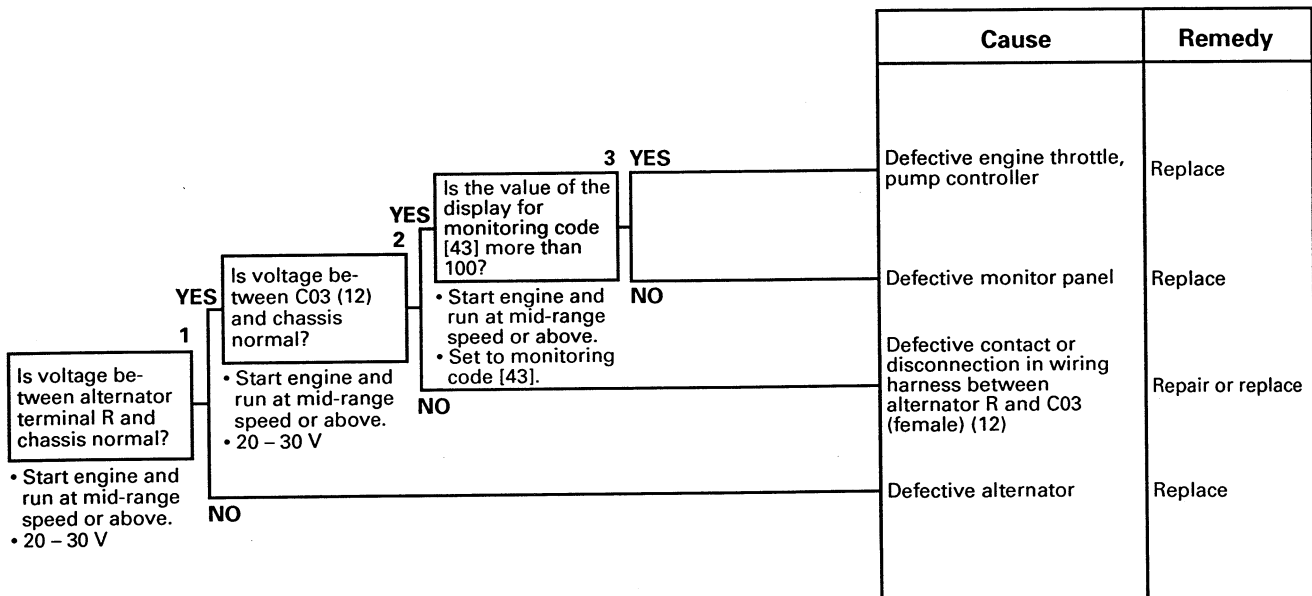 Cause
Remedy
3 YES
Is the value of the
display for
monitoring code
[43] more than
100?
Defective engine throttle,
pump controller
Replace
YES
2
Is voltage be-
tween C03 (12)
and chassis
normal?
• Start engine and
run at mid-range
speed or above.
• Set to monitoring
code [43].
NO
Defective monitor panel
Replace
YES
1
Is voltage be-
tween alternator
terminal R and
chassis normal?
• Start engine and
run at mid-range
speed or above.
• 20 – 30 V
NO
Defective contact or
disconnection in wiring
harness between
alternator R and C03
(female) (12)
Repair or replace
• Start engine and
run at mid-range
speed or above.
• 20 – 30 V
NO
Defective alternator
Replace